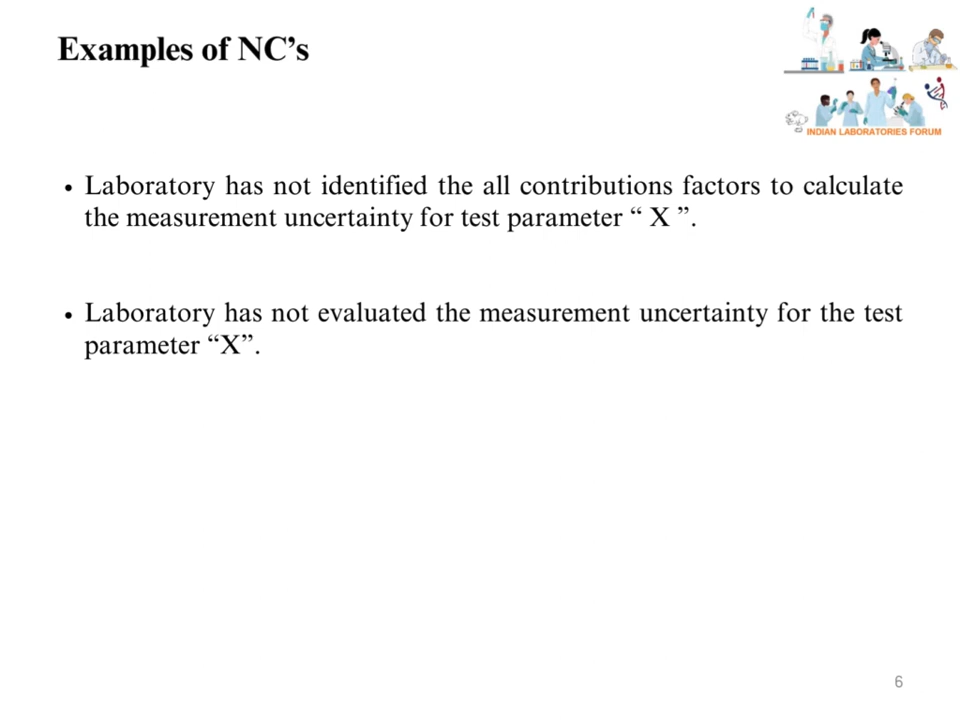 Examples of NC’s
INDIAN LABORATORIES FORUM
• Laboratory has not identified the all contributions factors to calculate
the measurement uncertainty for test parameter “ X ”.
• Laboratory has not evaluated the measurement uncertainty for the test
parameter “X”.
6